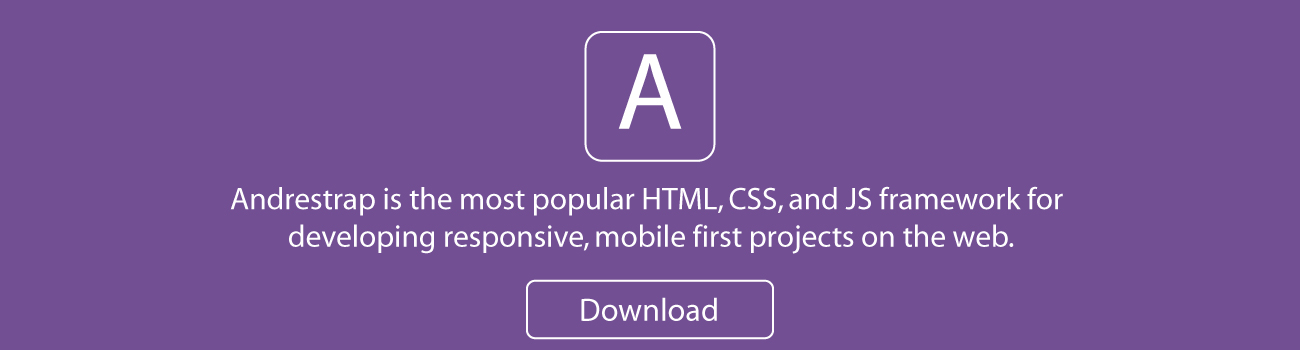 A
Andrestrap is the most popular HTML, CSS, and JS framework for
developing responsive, mobile first projects on the web.
Download